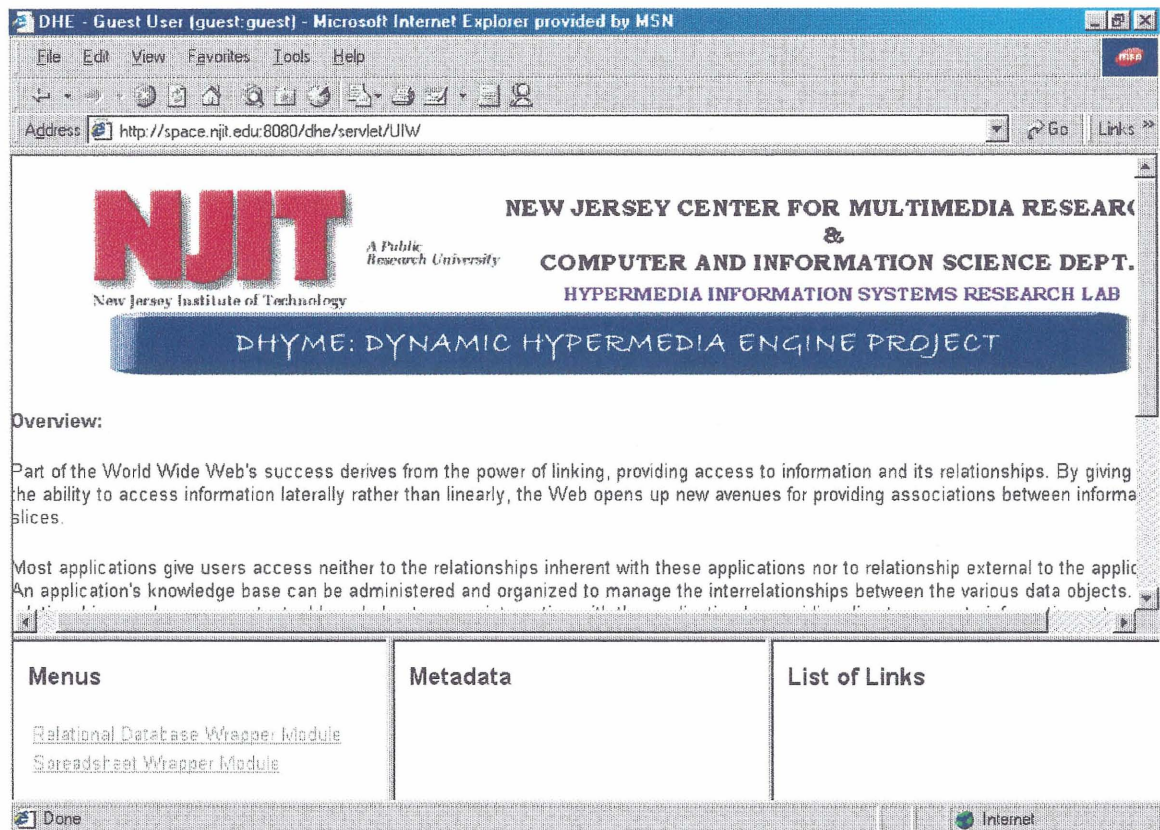 DHE - Guest User (guest:guest) - Microsoft Internet Explorer provided by MSN
File Edit View Favorites Tools Help
msn
Address http://space.njit.edu:8080/dhe/servlet/UIW Go Links »
NJIT
New Jersey Institute of Technology
A Public
Research University
NEW JERSEY CENTER FOR MULTIMEDIA RESEARC
&
COMPUTER AND INFORMATION SCIENCE DEPT.
HYPERMEDIA INFORMATION SYSTEMS RESEARCH LAB
DHYME: DYNAMIC HYPERMEDIA ENGINE PROJECT
Overview:
Part of the World Wide Web's success derives from the power of linking, providing access to information and its relationships. By giving
the ability to access information laterally rather than linearly, the Web opens up new avenues for providing associations between informa
slices.
Most applications give users access neither to the relationships inherent with these applications nor to relationship external to the applic
An application's knowledge base can be administered and organized to manage the interrelationships between the various data objects.
Menus
Relational Database Wrapper Module
Spreadsheet Wrapper Module
Metadata
List of Links
Done
Internet